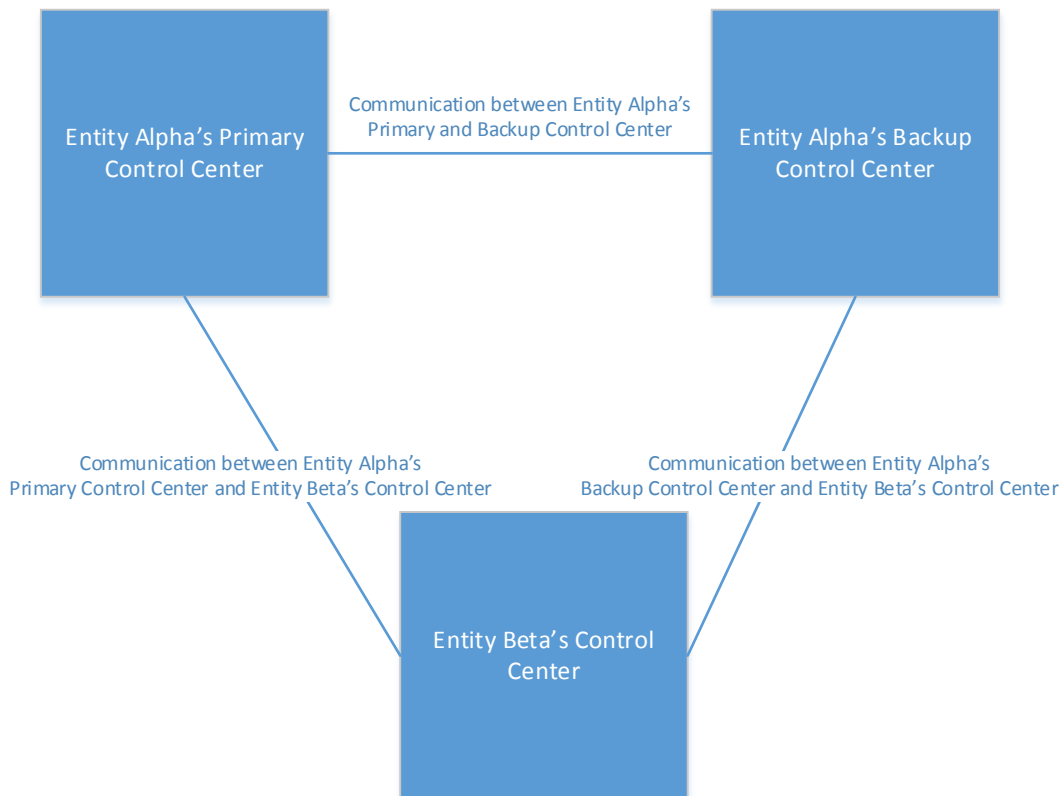 Communication between Entity Alpha's
Primary and Backup Control Center
Entity Alpha's Primary
Control Center
Entity Alpha's Backup
Control Center
Communication between Entity Alpha's
Primary Control Center and Entity Beta's Control Center
Communication between Entity Alpha's
Backup Control Center and Entity Beta's Control Center
Entity Beta's Control
Center